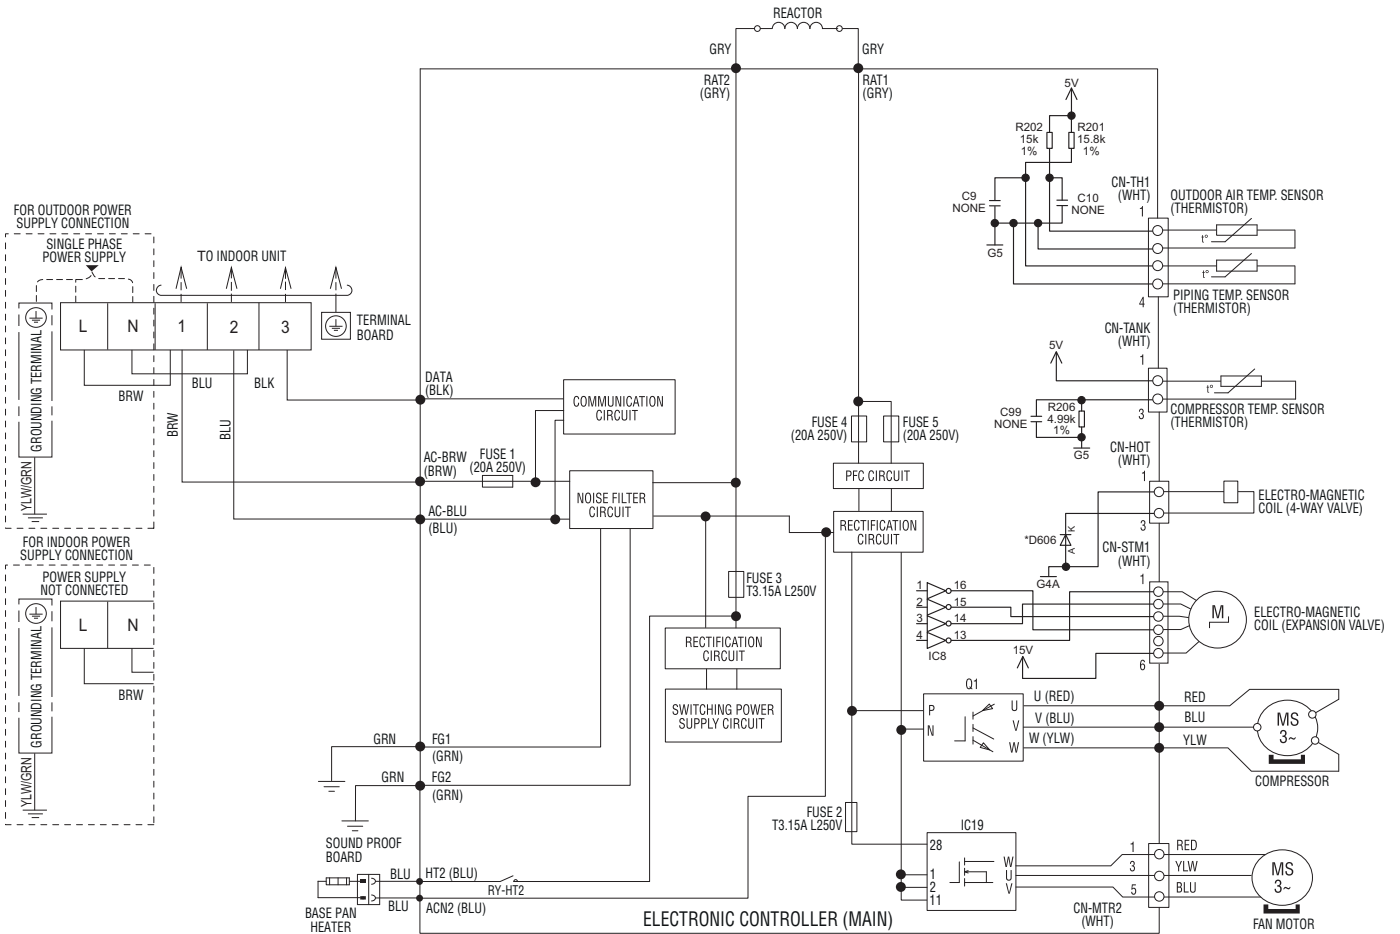 REACTOR
GRY
GRY
RAT2
(GRY)
RAT1
(GRY)
5V
R202
15k
1%
R201
15.8k
1%
C9
NONE
C10
NONE
G5
CN-TH1
(WHT)
1
4
OUTDOOR AIR TEMP. SENSOR
(THERMISTOR)
t°
t°
PIPING TEMP. SENSOR
(THERMISTOR)
FOR OUTDOOR POWER
SUPPLY CONNECTION
SINGLE PHASE
POWER SUPPLY
TO INDOOR UNIT
GROUNDING TERMINAL
L
N
1
2
3
TERMINAL
BOARD
BRW
BLU
BLK
BRW
BLU
YLW/GRN
DATA
(BLK)
COMMUNICATION
CIRCUIT
AC-BRW
(BRW)
FUSE 1
(20A 250V)
NOISE FILTER
CIRCUIT
AC-BLU
(BLU)
FUSE 4
(20A 250V)
FUSE 5
(20A 250V)
PFC CIRCUIT
RECTIFICATION
CIRCUIT
CN-TANK
(WHT)
5V
1
3
t°
COMPRESSOR TEMP. SENSOR
(THERMISTOR)
C99
NONE
R206
4.99k
1%
G5
CN-HOT
(WHT)
1
3
ELECTRO-MAGNETIC
COIL (4-WAY VALVE)
*D606
K
A
G4A
FOR INDOOR POWER
SUPPLY CONNECTION
POWER SUPPLY
NOT CONNECTED
GROUNDING TERMINAL
L
N
BRW
YLW/GRN
FUSE 3
T3.15A L250V
RECTIFICATION
CIRCUIT
SWITCHING POWER
SUPPLY CIRCUIT
CN-STM1
(WHT)
1
6
1
2
3
4
16
15
14
13
IC8
15V
M
ELECTRO-MAGNETIC
COIL (EXPANSION VALVE)
Q1
P
N
U
V
W
U (RED)
V (BLU)
W (YLW)
RED
BLU
YLW
MS
3~
COMPRESSOR
GRN
FG1
(GRN)
GRN
FG2
(GRN)
SOUND PROOF
BOARD
FUSE 2
T3.15A L250V
IC19
28
1
2
11
W
U
V
1
3
5
RED
YLW
BLU
MS
3~
FAN MOTOR
CN-MTR2
(WHT)
BLU
HT2 (BLU)
RY-HT2
BLU
ACN2 (BLU)
BASE PAN
HEATER
ELECTRONIC CONTROLLER (MAIN)